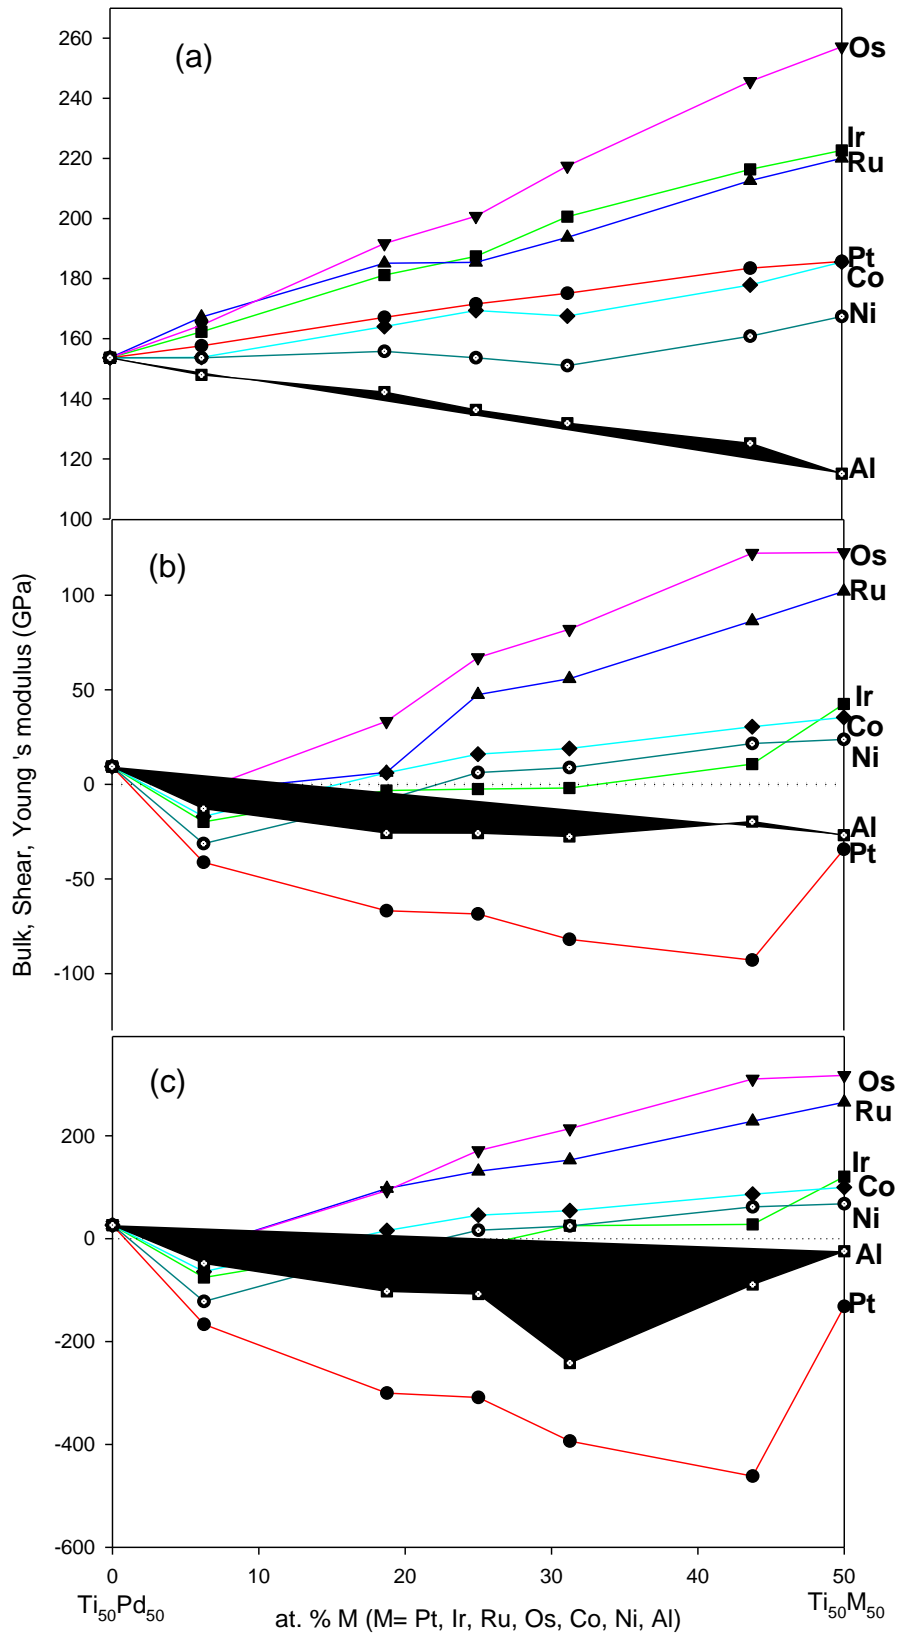 260
(a)
Os
240
Ir
220
Ru
200
180
Pt
Co
160
Ni
140
120
Al
100
(b)
Os
100
Ru
50
Ir
Co
0
Ni
Al
-50
Pt
-100
Bulk, Shear, Young 's modulus (GPa)
(c)
Os
Ru
200
Ir
Co
Ni
0
Al
Pt
-200
-400
-600
0 10 20 30 40 50
Ti50Pd50
at. % M (M= Pt, Ir, Ru, Os, Co, Ni, Al)
Ti50M50